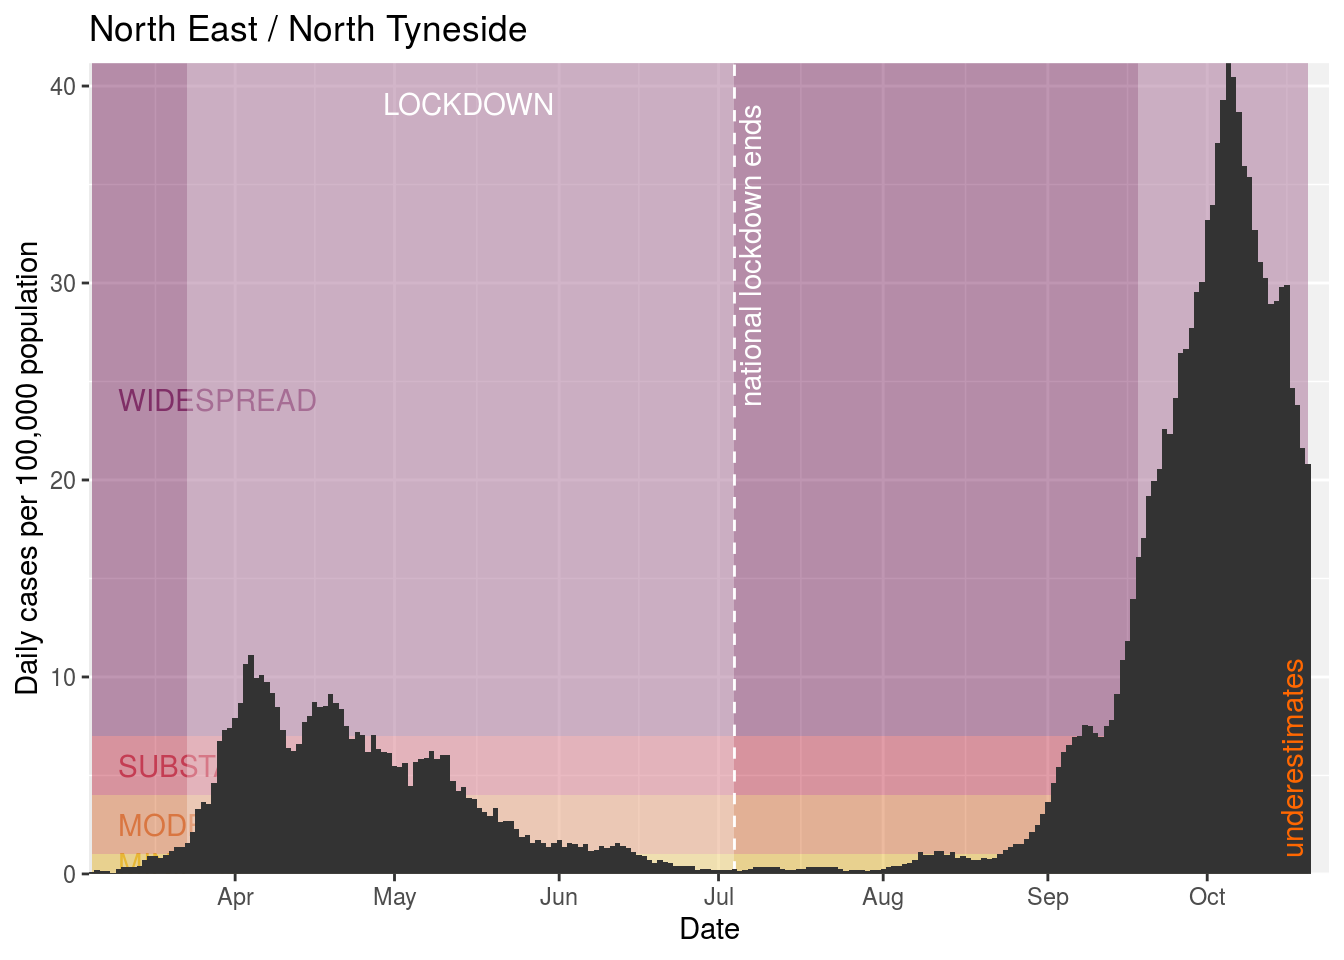 North East / North Tyneside
Daily cases per 100,000 population
40
30
20
10
0
LOCKDOWN
national lockdown ends
WIDESPREAD
underestimates
Apr
May
Jun
Jul
Aug
Sep
Oct
Date